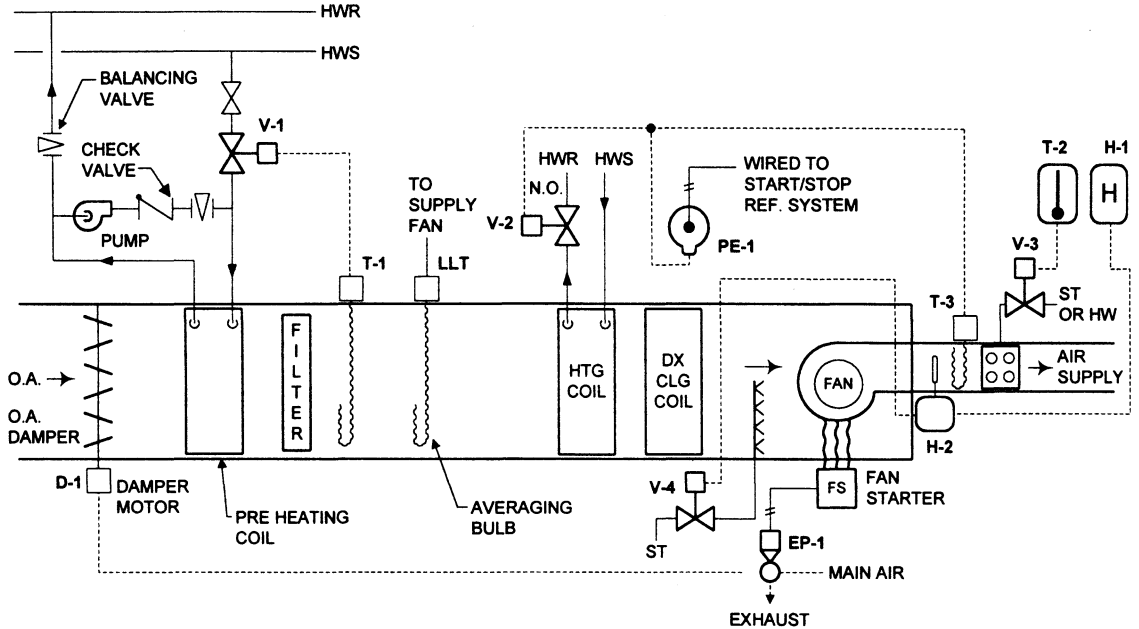 HWR
HWS
BALANCING
VALVE
V-1
CHECK
VALVE
PUMP
TO
SUPPLY
FAN
T-1
LLT
HWR
HWS
N.O.
V-2
WIRED TO
START/STOP
REF. SYSTEM
PE-1
T-2
H-1
H
V-3
ST
OR HW
T-3
O.A.
O.A.
DAMPER
FILTER
HTG
COIL
DX
CLG
COIL
FAN
AIR
SUPPLY
H-2
D-1
DAMPER
MOTOR
PRE HEATING
COIL
AVERAGING
BULB
V-4
ST
FS
FAN
STARTER
EP-1
MAIN AIR
EXHAUST